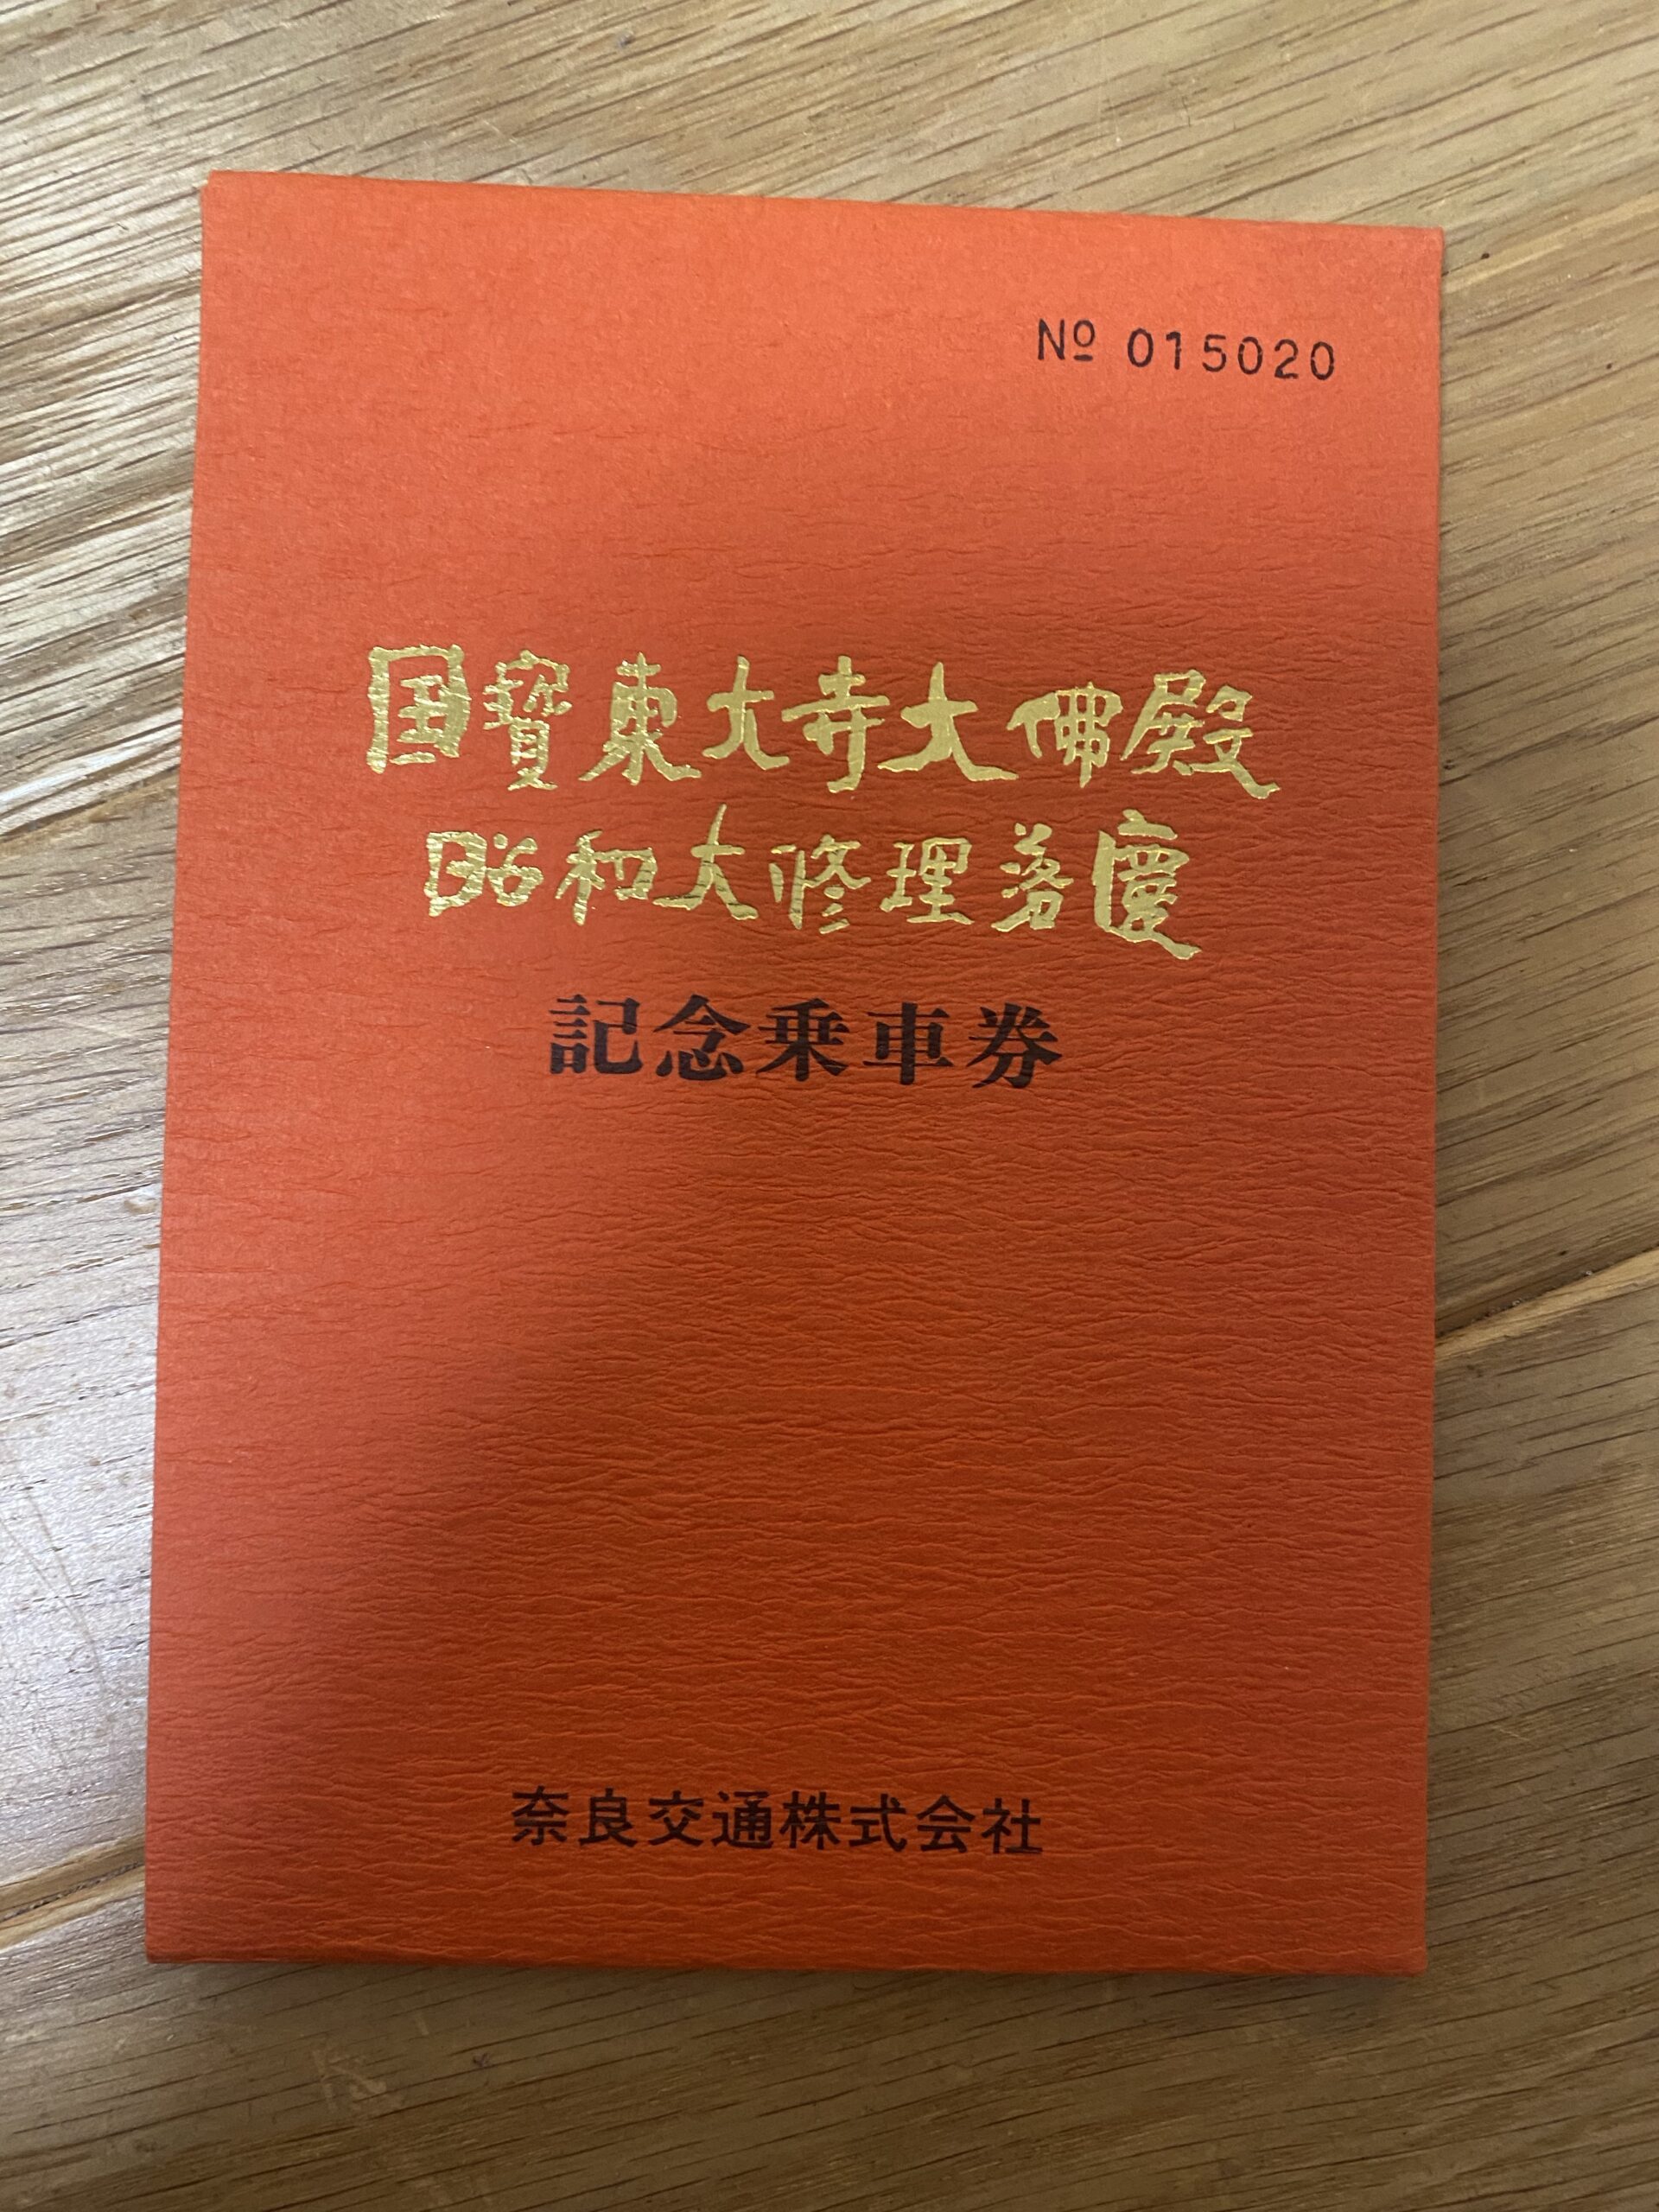 № 015020
国寳東大寺大佛殿
昭和大修理落慶
記念乗車券
奈良交通株式会社